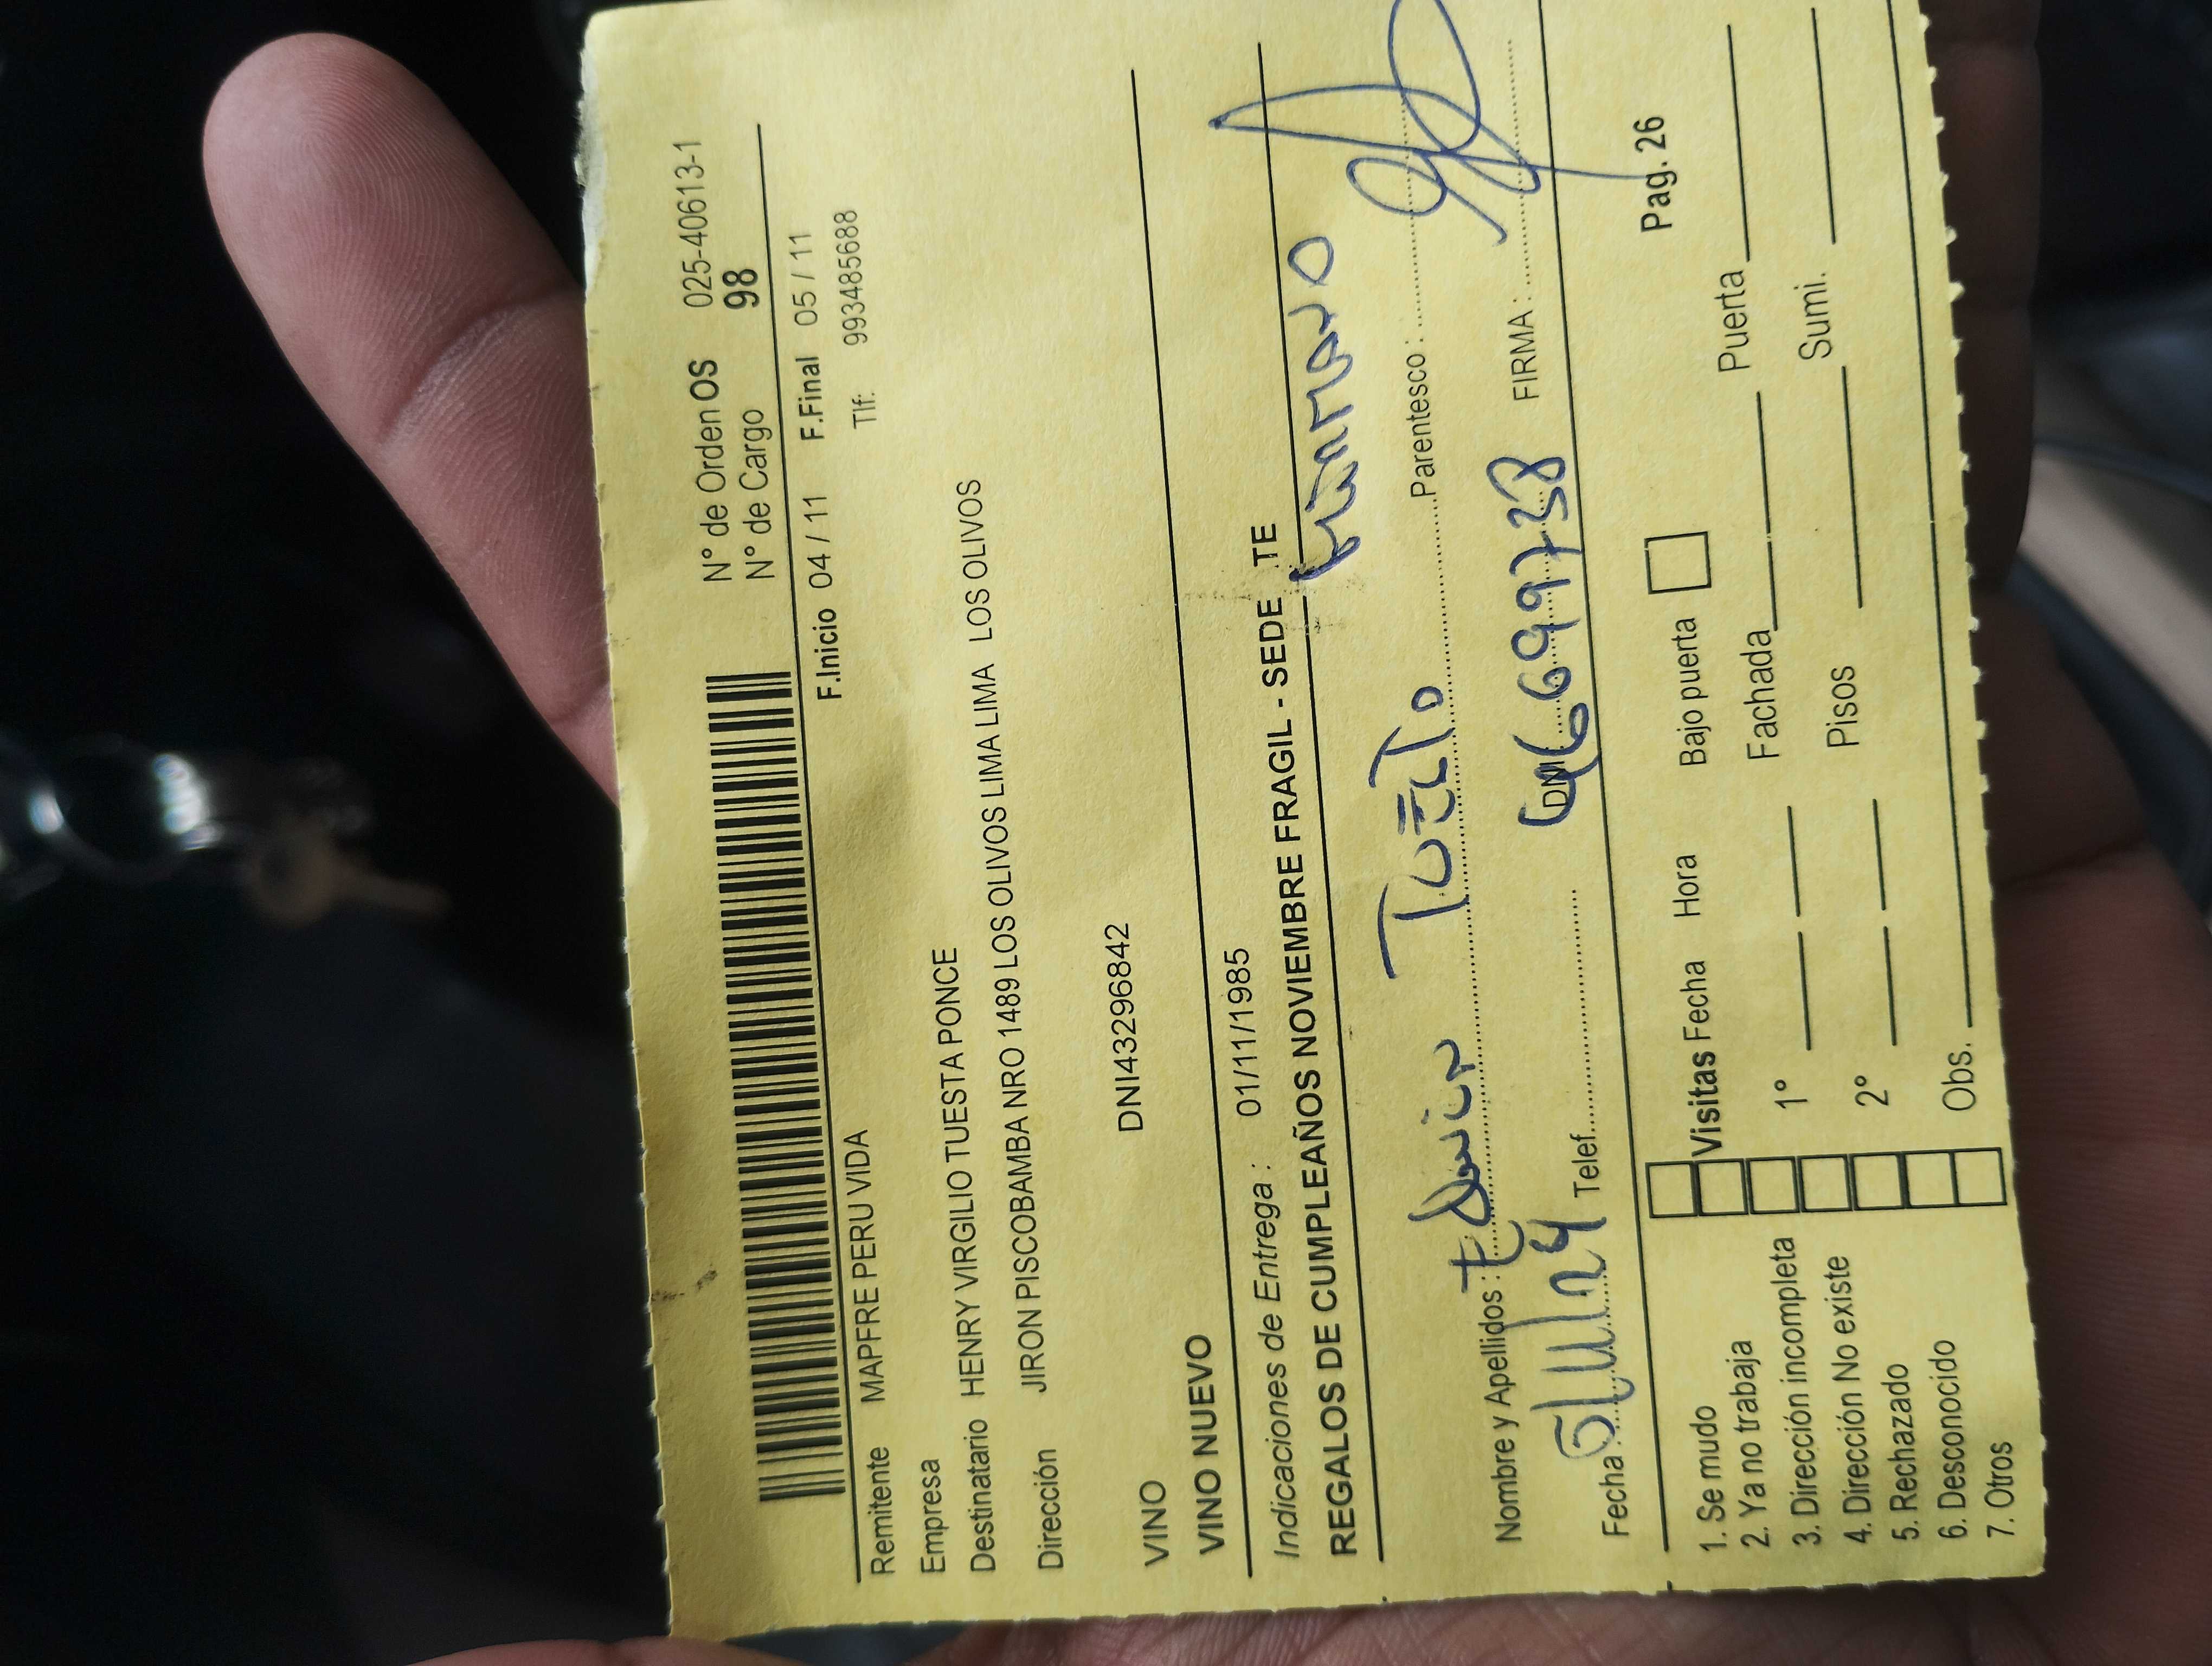 N° de Orden OS 025-40613-1
N° de Cargo 98
F.Inicio 04 / 11 F.Final 05 / 11
Remitente MAPFRE PERU VIDA
Tlf: 993485688
Empresa
Destinatario HENRY VIRGILIO TUESTA PONCE
Dirección JIRON PISCOBAMBA NRO 1489 LOS OLIVOS LIMA LIMA LOS OLIVOS
DNI43296842
VINO
VINO NUEVO
Indicaciones de Entrega : 01/11/1985
REGALOS DE CUMPLEAÑOS NOVIEMBRE FRAGIL - SEDE TE
Nombre y Apellidos : Edwin Parentesco :
Fecha : Telef. DNI FIRMA :
Pag. 26
1. Se mudo
2. Ya no trabaja
3. Dirección incompleta
4. Dirección No existe
5. Rechazado
6. Desconocido
7. Otros
Visitas Fecha Hora Bajo puerta
1° Fachada Puerta
2° Pisos Sumi.
Obs.